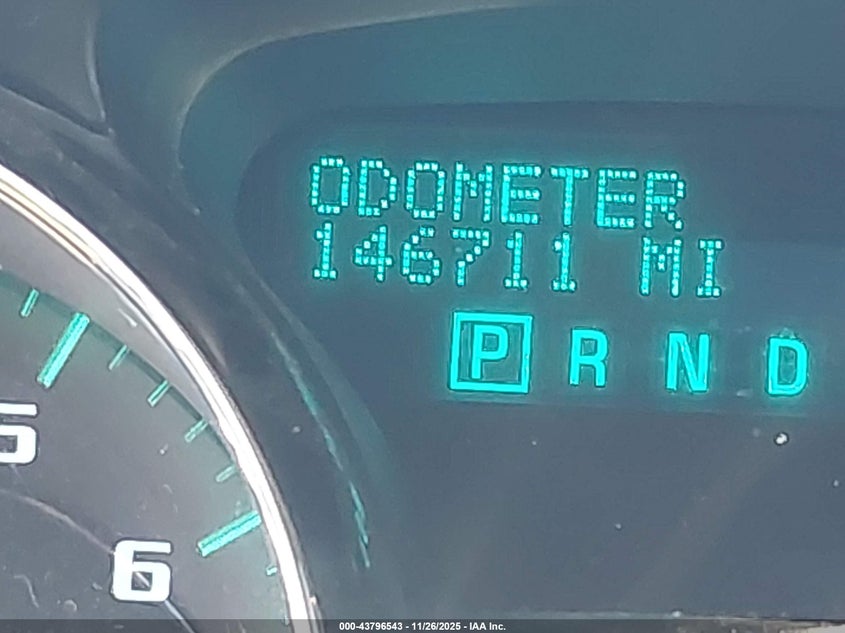 ODOMETER
146711 MI
P R N D
5
6
000-43796543 - 11/26/2025 - IAA Inc.